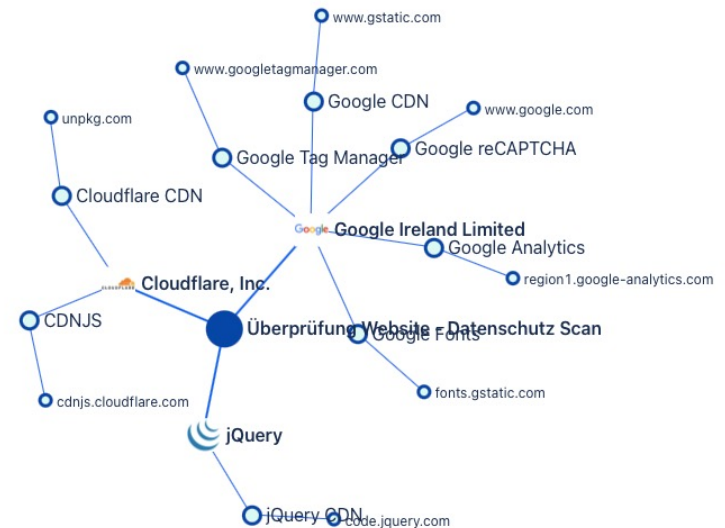 www.gstatic.com
www.googletagmanager.com
Google CDN
www.google.com
unpkg.com
Google Tag Manager
Google reCAPTCHA
Cloudflare CDN
Google Google Ireland Limited
Google Analytics
region1.google-analytics.com
CLOUDFLARE Cloudflare, Inc.
CDNJS
Überprüfung Website - Datenschutz Scan
Google Fonts
fonts.gstatic.com
cdnjs.cloudflare.com
jQuery
jQuery CDN
code.jquery.com